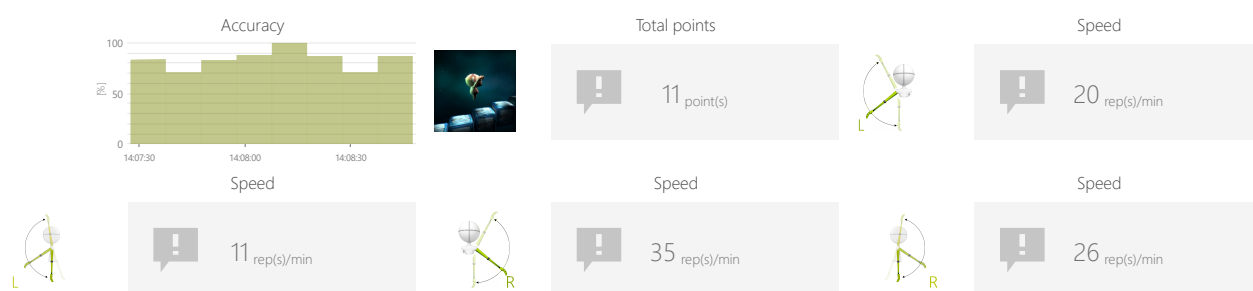 Accuracy
100
[%]
50
0
14:07:30 14:08:00 14:08:30
Total points
11 point(s)
Speed
L
20 rep(s)/min
Speed
L
11 rep(s)/min
Speed
R
35 rep(s)/min
Speed
R
26 rep(s)/min